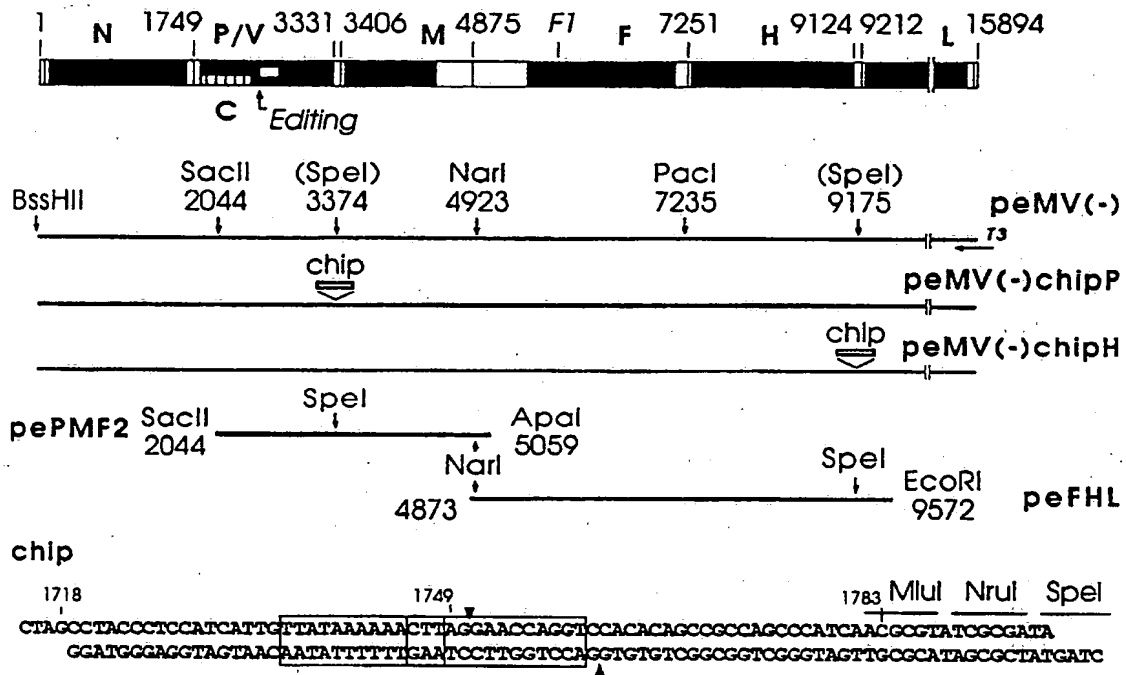 1 N 1749 P/V 3331 3406 M 4875 F1 F 7251 H 9124 9212 L 15894
C Editing
SacII (SpeI) NarI PacI (SpeI)
BssHII 2044 3374 4923 7235 9175 peMV(-)
T3
chip peMV(-)chipP
chip peMV(-)chipH
pePMF2 SacII SpeI ApaI
2044 5059
NarI SpeI EcoRI
4873 9572 peFHL
chip
1718 1749 1783 MluI NruI SpeI
CTAGCCTACCCTCCATCATTGTTATAAAAAACTTAGGAACCAGGTCCACACAGCCGCCAGCCCATCAACGCGTATCGCGATA
GGATGGGAGGTAGTAACAATATTTTTTGAATCCTTGGTCCAGGTGTGTCGGCGGTCGGGTAGTTGCGCATAGCGCTATGATC